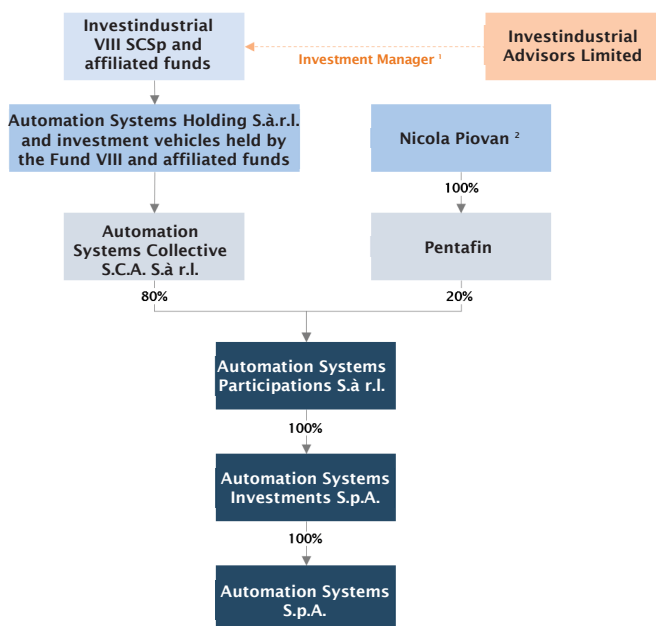 Investindustrial
VIII SCSp and
affiliated funds
Investment Manager ¹
Investindustrial
Advisors Limited
Automation Systems Holding S.à.r.l.
and investment vehicles held by
the Fund VIII and affiliated funds
Nicola Piovan ²
100%
Automation
Systems Collective
S.C.A. S.à r.l.
Pentafin
80%
20%
Automation Systems
Participations S.à r.l.
100%
Automation Systems
Investments S.p.A.
100%
Automation Systems
S.p.A.